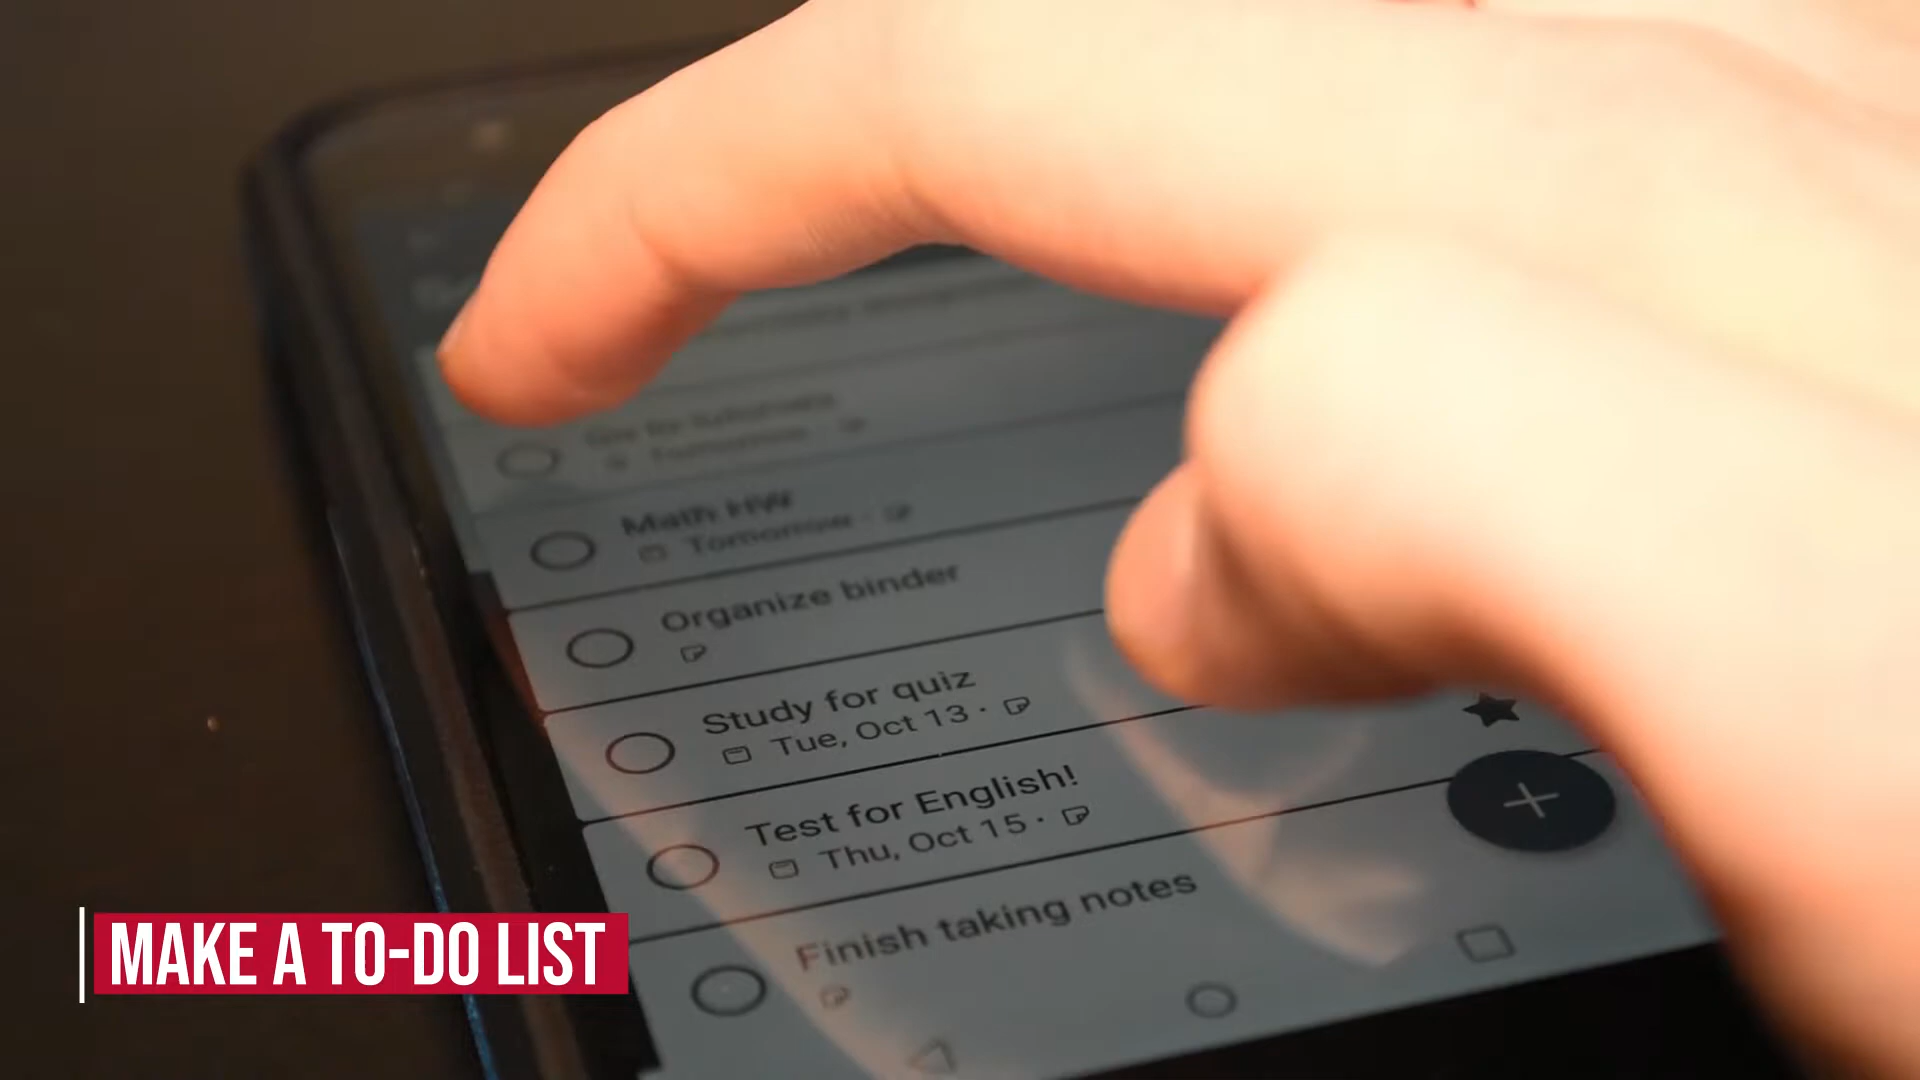 Math HW
Tomorrow ·
Organize binder
Study for quiz
Tue, Oct 13 ·
Test for English!
Thu, Oct 15 ·
Finish taking notes
MAKE A TO-DO LIST